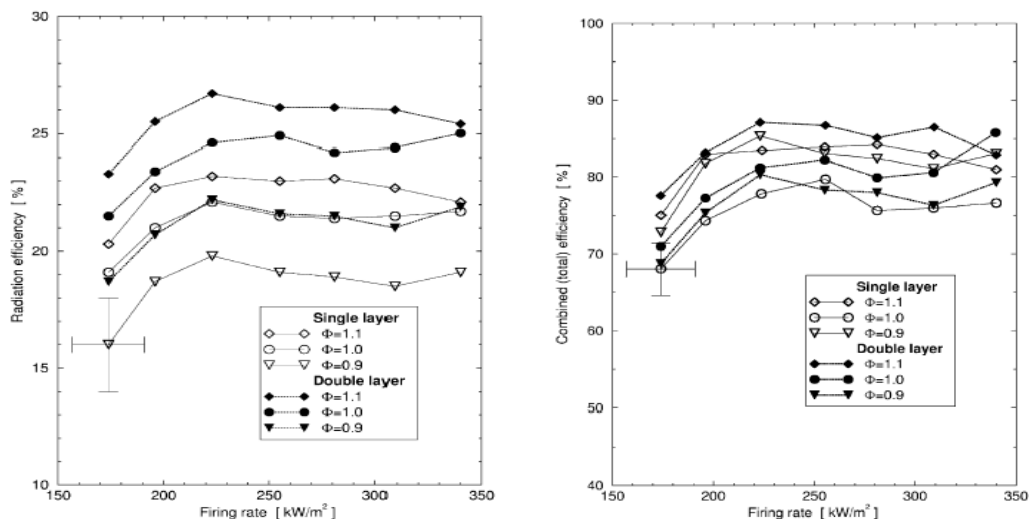 30
25
20
15
10
Radiation efficiency [ % ]
Single layer
Φ=1.1
Φ=1.0
Φ=0.9
Double layer
Φ=1.1
Φ=1.0
Φ=0.9
150 200 250 300 350
Firing rate [ kW/m² ]
100
90
80
70
60
50
40
Combined (total) efficiency [ % ]
Single layer
Φ=1.1
Φ=1.0
Φ=0.9
Double layer
Φ=1.1
Φ=1.0
Φ=0.9
150 200 250 300 350
Firing rate [ kW/m² ]